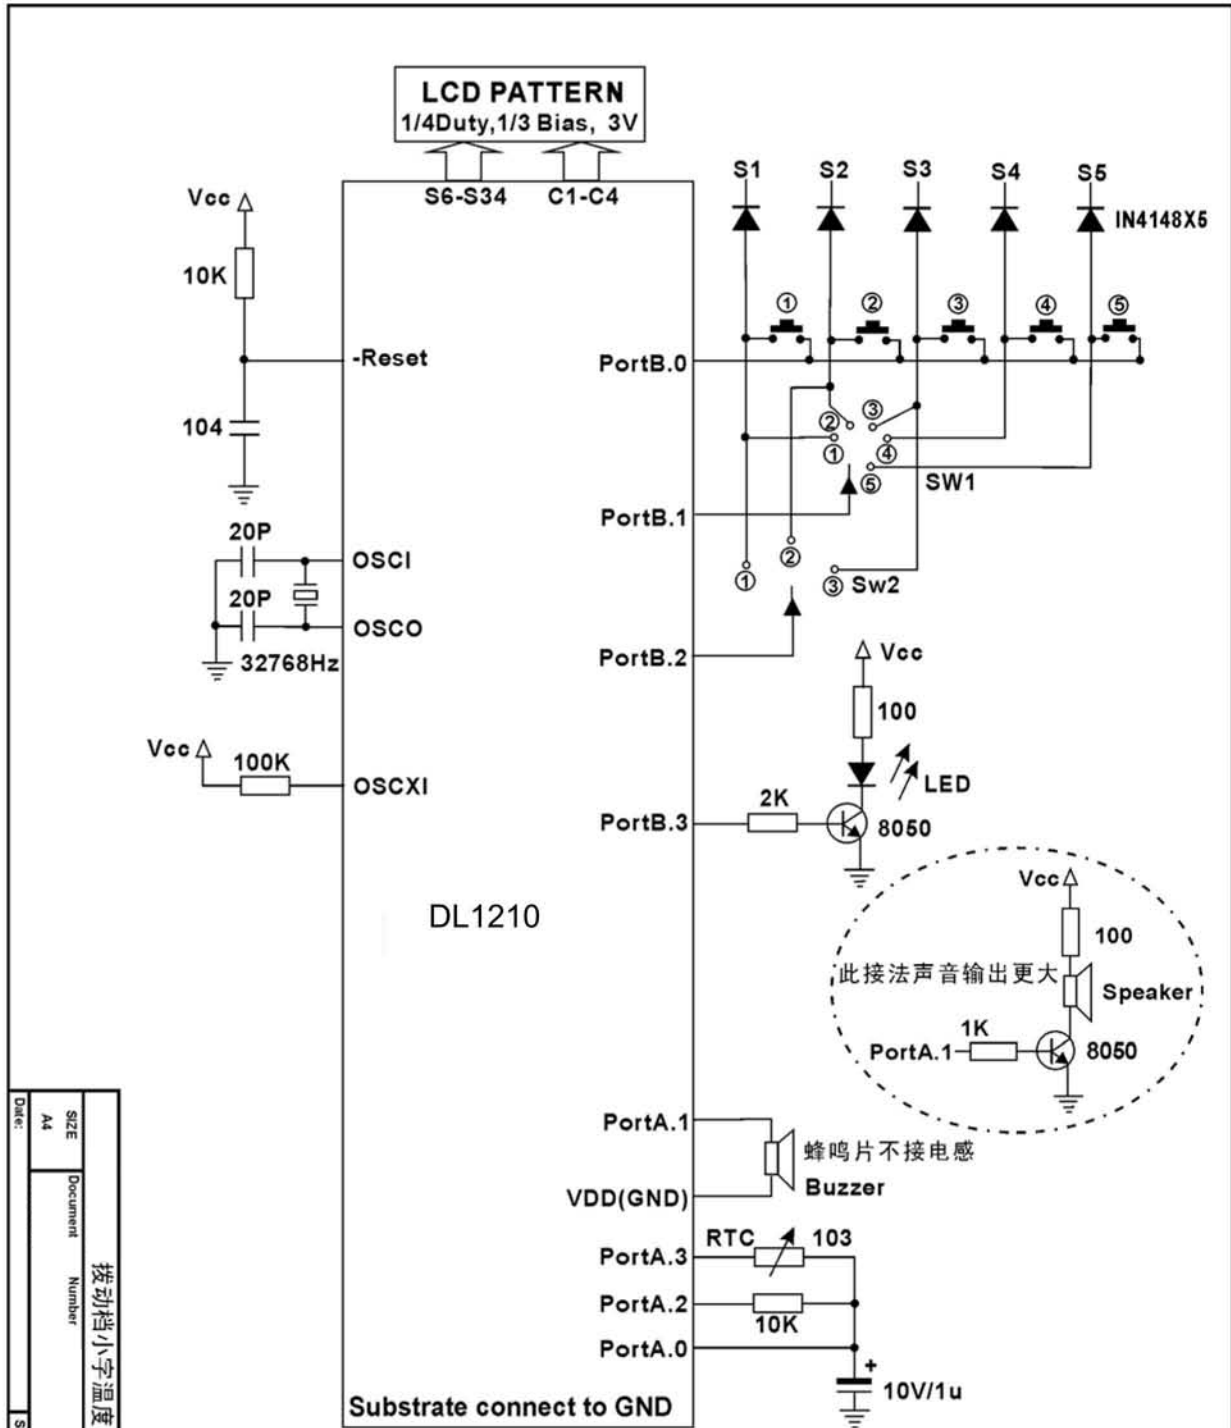 LCD PATTERN
1/4Duty,1/3 Bias, 3V
S6-S34 C1-C4
Vcc
10K
-Reset
104
20P
OSCI
20P
OSCO
32768Hz
Vcc
100K
OSCXI
DL1210
S1 S2 S3 S4 S5
IN4148X5
① ② ③ ④ ⑤
PortB.0
② ③
① ④
⑤ SW1
PortB.1
① ② ③ Sw2
PortB.2
Vcc
100
LED
2K
PortB.3
8050
Vcc
100
此接法声音输出更大
Speaker
1K
PortA.1
8050
PortA.1
蜂鸣片不接电感
Buzzer
VDD(GND)
RTC 103
PortA.3
PortA.2
10K
PortA.0
+
10V/1u
Substrate connect to GND
拨动档小字温度
SIZE
A4
Document Number
Date:
S